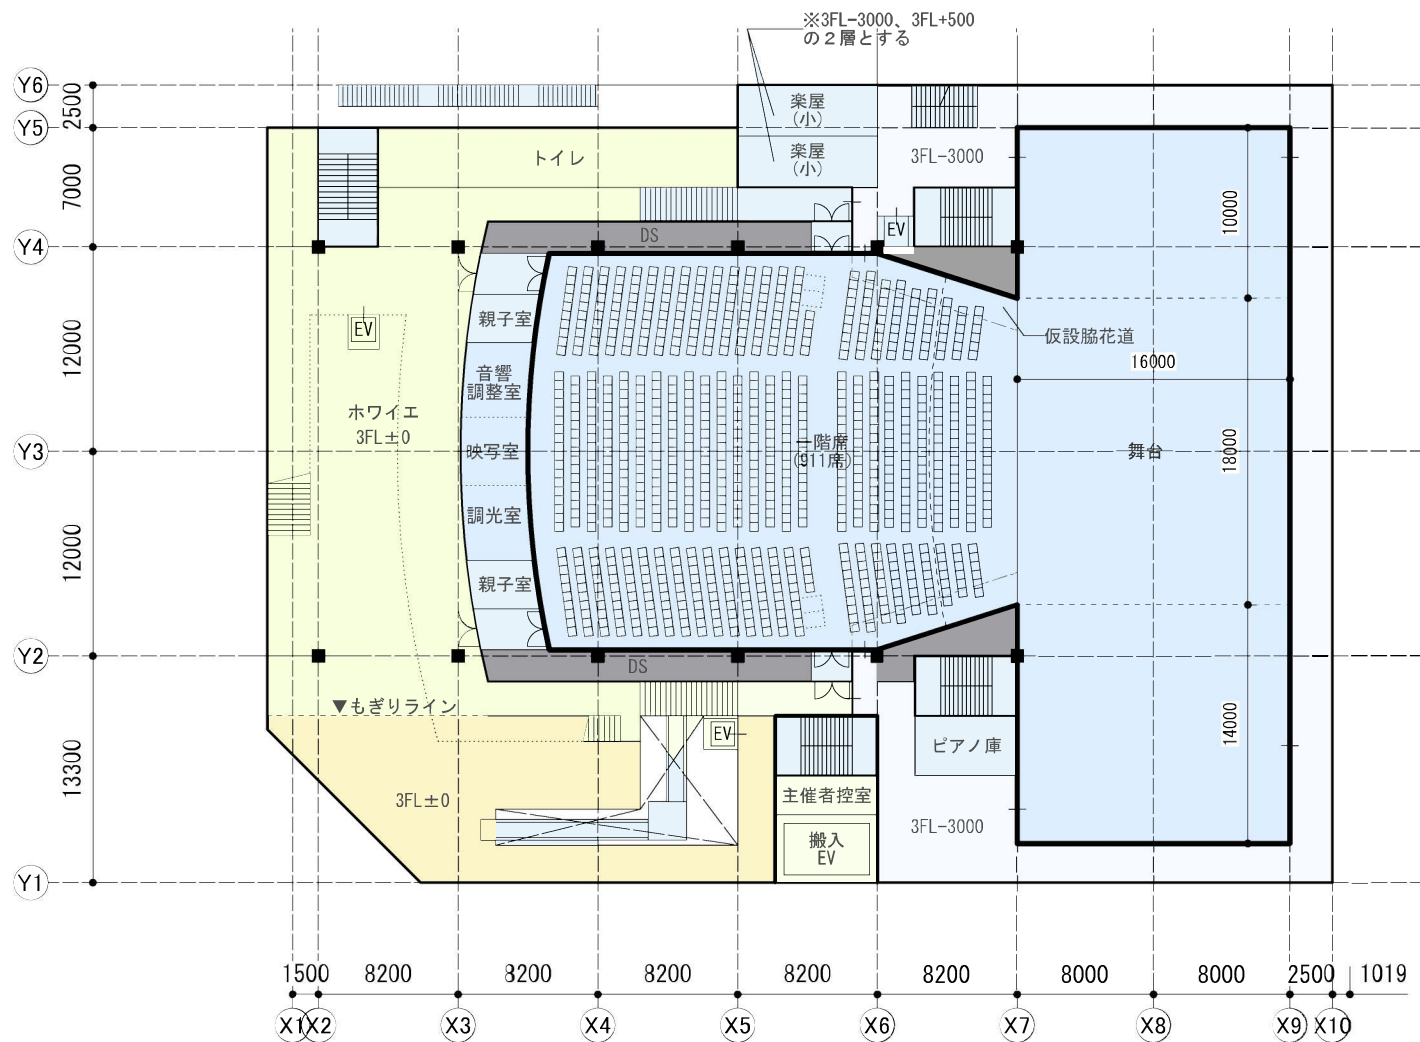 ※3FL-3000、3FL+500
の2層とする
Y6
2500
Y5
7000
Y4
12000
Y3
12000
Y2
13300
Y1
楽屋
(小)
楽屋
(小)
トイレ
3FL-3000
10000
EV
DS
EV
親子室
仮設脇花道
16000
音響
調整室
ホワイエ
3FL±0
映写室
一階席
(911席)
舞台
18000
調光室
親子室
DS
▼もぎりライン
EV
ピアノ庫
14000
3FL±0
主催者控室
3FL-3000
搬入
EV
1500
8200
8200
8200
8200
8200
8000
8000
2500
1019
X1
X2
X3
X4
X5
X6
X7
X8
X9
X10